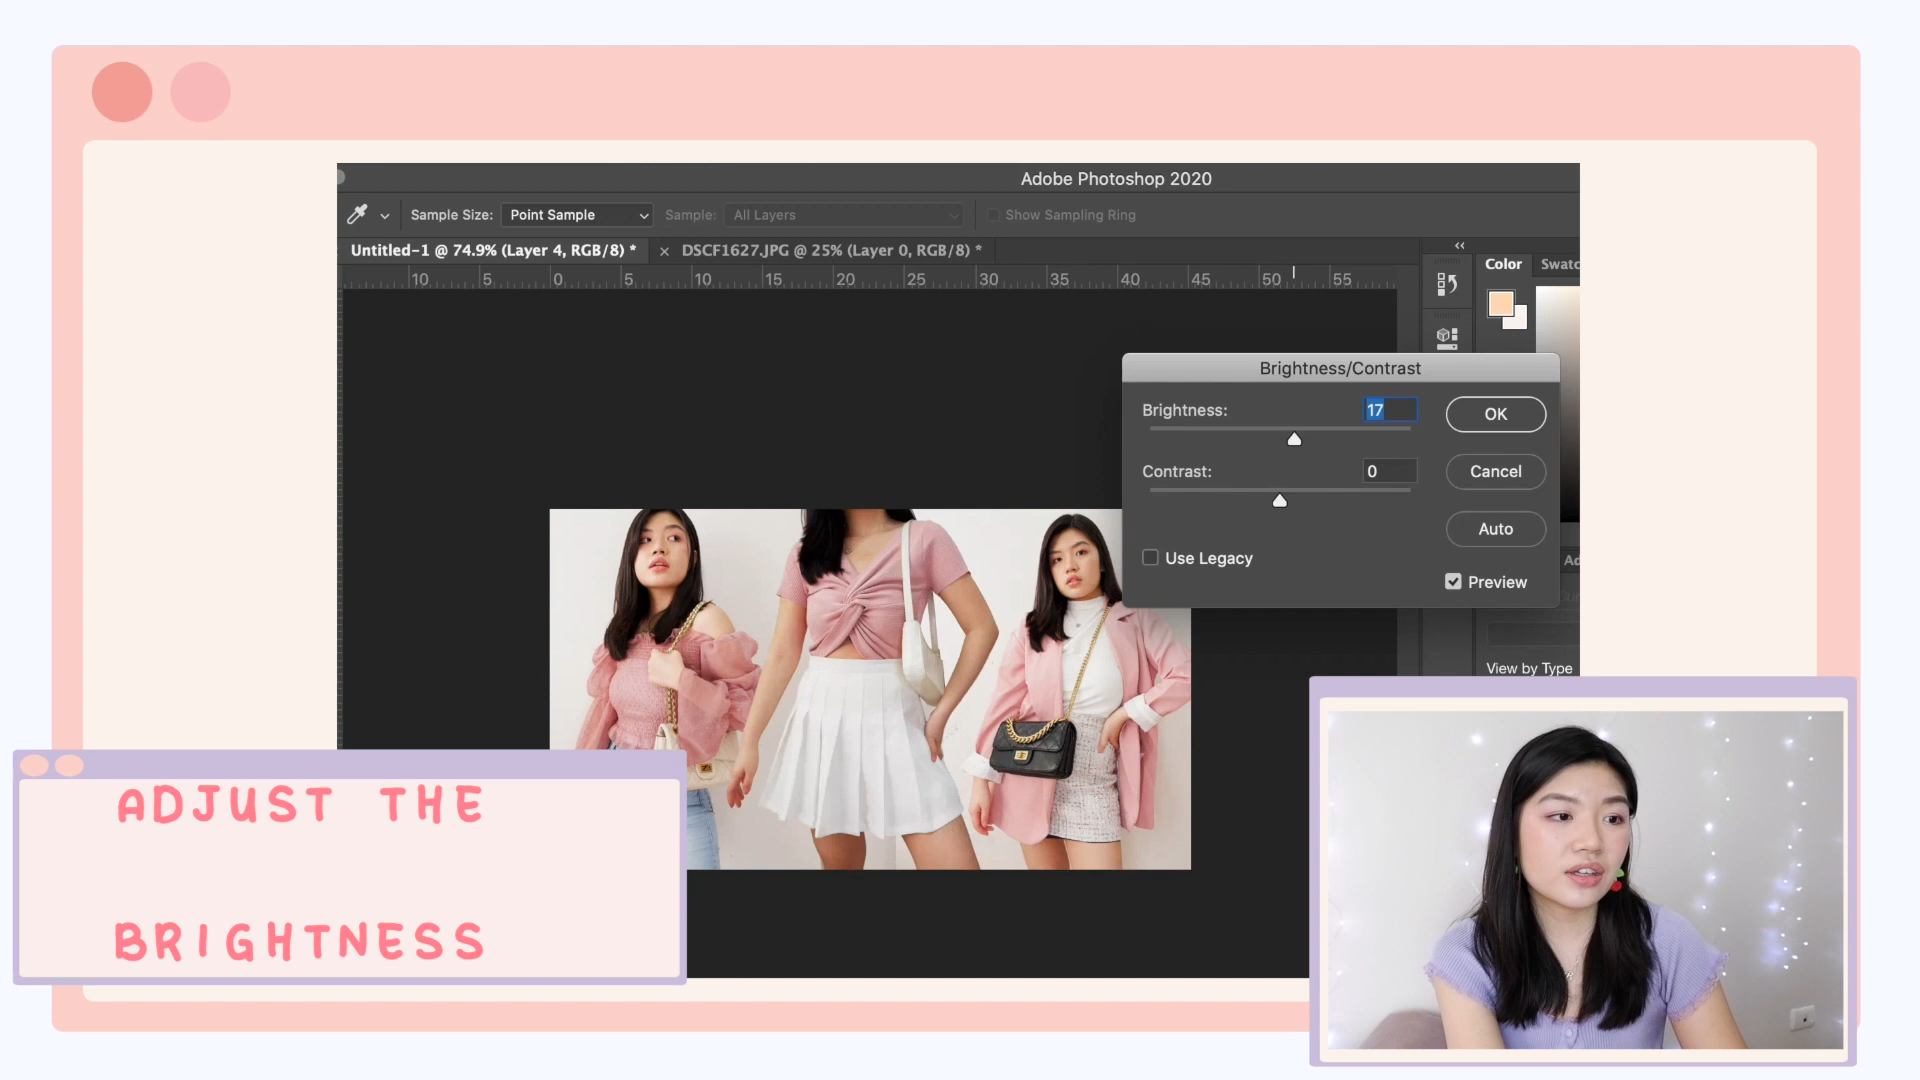 Adobe Photoshop 2020
Sample Size: Point Sample Sample: All Layers Show Sampling Ring
Untitled-1 @ 74.9% (Layer 4, RGB/8) * × DSCF1627.JPG @ 25% (Layer 0, RGB/8) *
10 5 0 5 10 15 20 25 30 35 40 45 50 55
Color Swatc
Brightness/Contrast
Brightness: 17
OK
Contrast: 0
Cancel
Auto
Use Legacy
Preview
Ad
View by Type
ADJUST THE
BRIGHTNESS